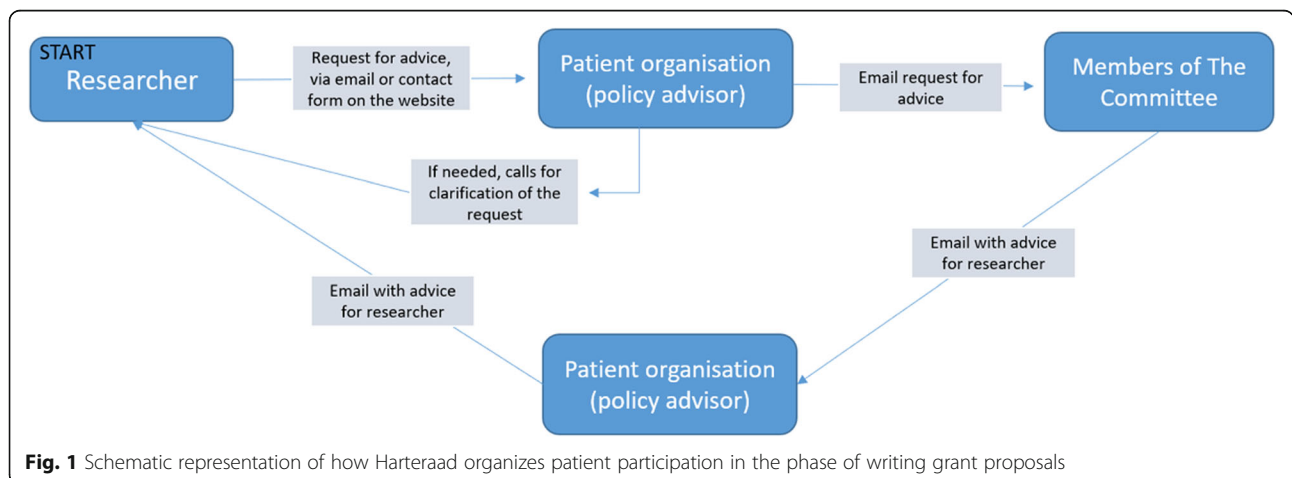 START
Researcher
Request for advice,
via email or contact
form on the website
Patient organisation
(policy advisor)
Email request for
advice
Members of The
Committee
If needed, calls for
clarification of the
request
Email with advice
for researcher
Email with advice
for researcher
Patient organisation
(policy advisor)
Fig. 1 Schematic representation of how Harteraad organizes patient participation in the phase of writing grant proposals